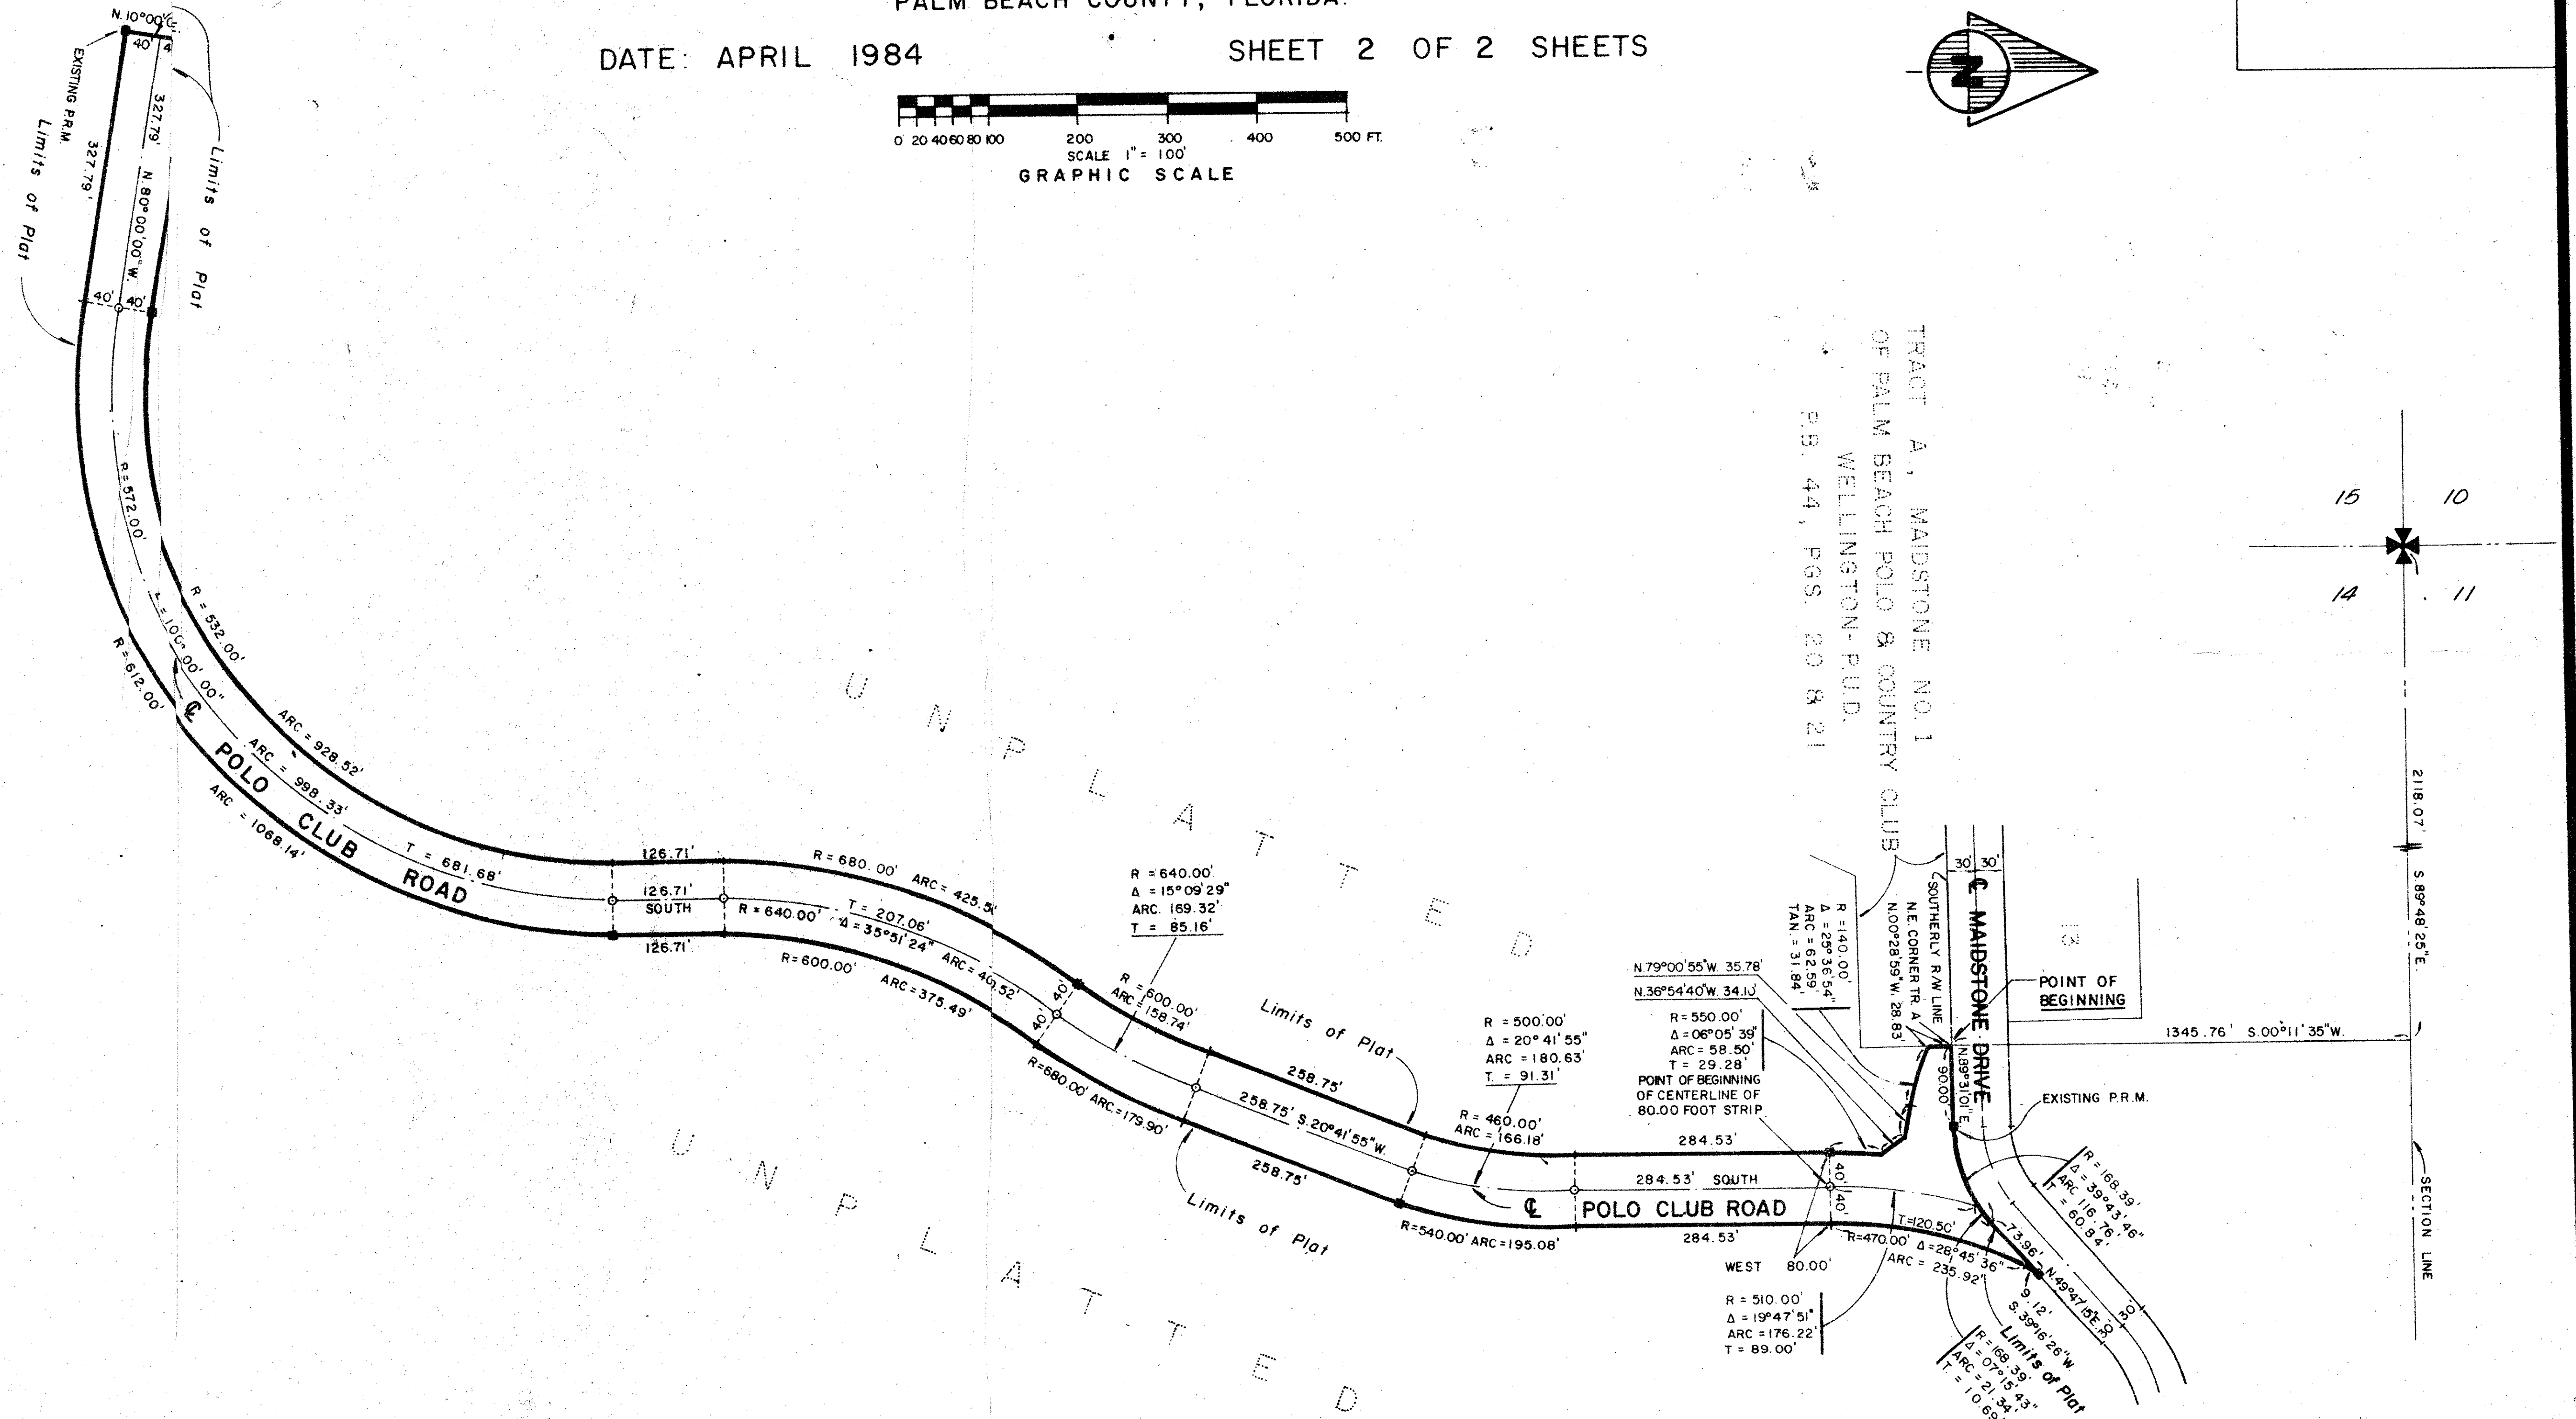 PALM BEACH COUNTY, FLORIDA.
DATE: APRIL 1984
SHEET 2 OF 2 SHEETS
N
0 20 40 60 80 100 200 300 400 500 FT.
SCALE 1" = 100'
GRAPHIC SCALE
N. 10°00'
40'
EXISTING P.R.M.
327.79'
Limits of Plat
327.79'
N. 80°00'00" W.
Limits of Plat
40' 40'
R = 572.00'
R = 532.00'
R = 612.00'
100°00'00"
ARC = 928.52'
ARC = 998.33'
ARC = 1068.14'
T = 681.68'
℄ POLO CLUB ROAD
126.71'
126.71'
SOUTH
126.71'
R = 680.00' ARC = 425.5
T = 207.06'
R = 640.00' Δ = 35°51'24"
R = 600.00' ARC = 375.49'
40'
40'
R = 640.00'
Δ = 15°09'29"
ARC. 169.32'
T = 85.16'
R = 600.00'
ARC = 158.74'
R=680.00' ARC = 179.90'
258.75'
258.75' S. 20°41'55" W.
258.75'
Limits of Plat
Limits of Plat
UNPLATTED
UNPLATTED
R = 500.00'
Δ = 20°41'55"
ARC = 180.63'
T = 91.31'
R = 460.00'
ARC = 166.18'
R=540.00' ARC=195.08'
284.53'
284.53' SOUTH
℄ POLO CLUB ROAD
284.53'
N.79°00'55"W. 35.78'
N.36°54'40"W. 34.10'
R = 550.00'
Δ = 06°05'39"
ARC = 58.50'
T = 29.28'
POINT OF BEGINNING
OF CENTERLINE OF
80.00 FOOT STRIP
R = 140.00'
Δ = 25°36'54"
ARC = 62.59'
TAN. = 31.84'
TRACT A, MAIDSTONE NO. 1
OF PALM BEACH POLO & COUNTRY CLUB
WELLINGTON-P.U.D.
P.B. 44, PGS. 20 & 21
30' 30'
℄ MAIDSTONE DRIVE
SOUTHERLY R/W LINE
N.E. CORNER TR. A
N.00°28'59"W. 28.83'
N.89°31'01"E.
90.00'
13
POINT OF
BEGINNING
1345.76' S.00°11'35"W.
EXISTING P.R.M.
40'
40'
WEST 80.00'
T=120.50'
R=470.00' Δ=28°45'36"
ARC = 235.92'
R = 510.00'
Δ = 19°47'51"
ARC = 176.22'
T = 89.00'
R = 168.39'
Δ = 39°43'46"
ARC 116.76'
T = 60.84'
73.96'
N.49°47'15"E.
30'
30'
9.12'
S.39°16'26"W.
Limits of Plat
R = 168.39'
Δ = 07°15'43"
ARC = 21.34'
T. = 10.69'
15 10
14 11
2118.07' S.89°48'25"E.
SECTION LINE